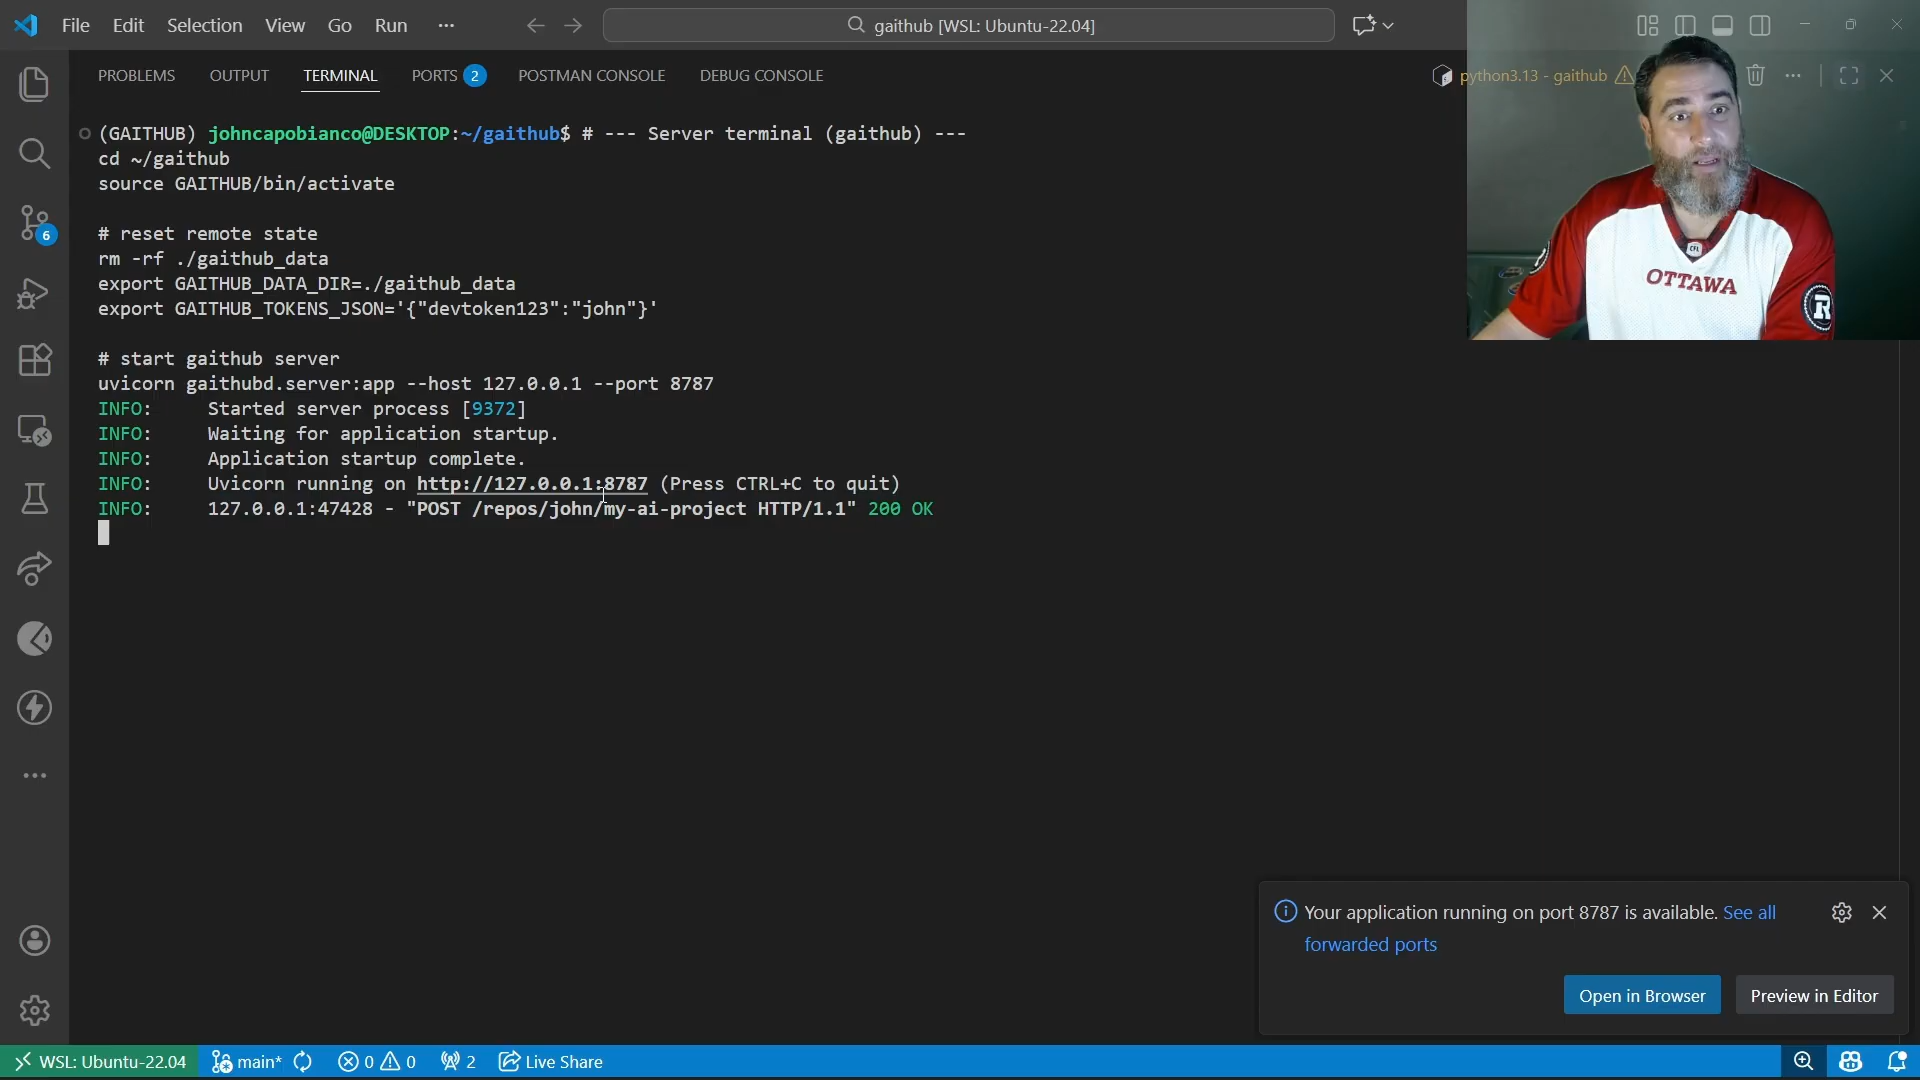 File Edit Selection View Go Run ···
gaithub [WSL: Ubuntu-22.04]
PROBLEMS OUTPUT TERMINAL PORTS 2 POSTMAN CONSOLE DEBUG CONSOLE
python3.13 - gaithub
(GAITHUB) johncapobianco@DESKTOP:~/gaithub$ # --- Server terminal (gaithub) ---
cd ~/gaithub
source GAITHUB/bin/activate
# reset remote state
rm -rf ./gaithub_data
export GAITHUB_DATA_DIR=./gaithub_data
export GAITHUB_TOKENS_JSON='{"devtoken123":"john"}'
# start gaithub server
uvicorn gaithubd.server:app --host 127.0.0.1 --port 8787
INFO: Started server process [9372]
INFO: Waiting for application startup.
INFO: Application startup complete.
INFO: Uvicorn running on http://127.0.0.1:8787 (Press CTRL+C to quit)
INFO: 127.0.0.1:47428 - "POST /repos/john/my-ai-project HTTP/1.1" 200 OK
6
CFL
OTTAWA
R
Your application running on port 8787 is available. See all
forwarded ports
Open in Browser Preview in Editor
WSL: Ubuntu-22.04 main* 0 0 2 Live Share